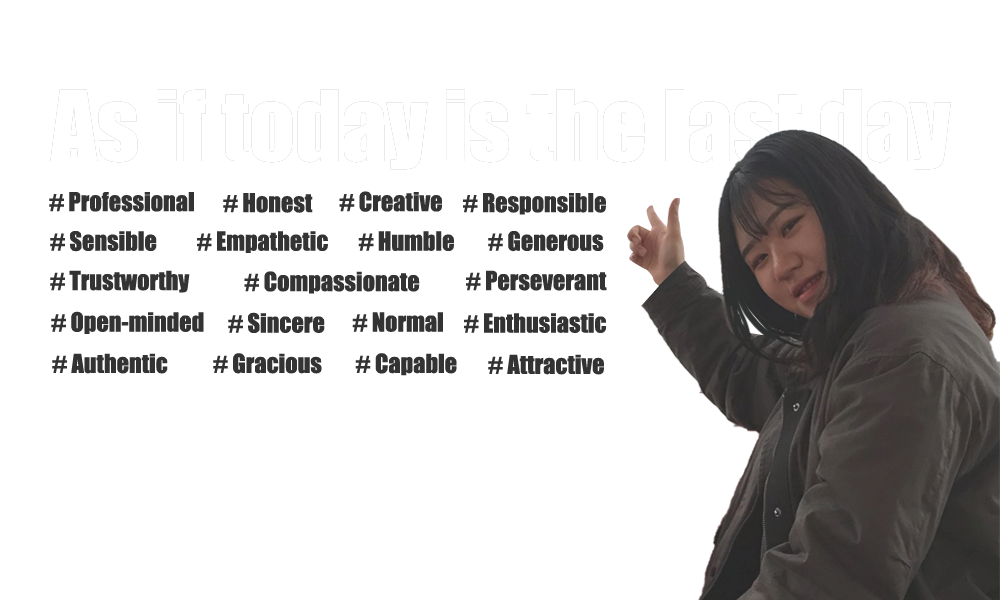 As if today is the last day
# Professional # Honest # Creative # Responsible
# Sensible # Empathetic # Humble # Generous
# Trustworthy # Compassionate # Perseverant
# Open-minded # Sincere # Normal # Enthusiastic
# Authentic # Gracious # Capable # Attractive